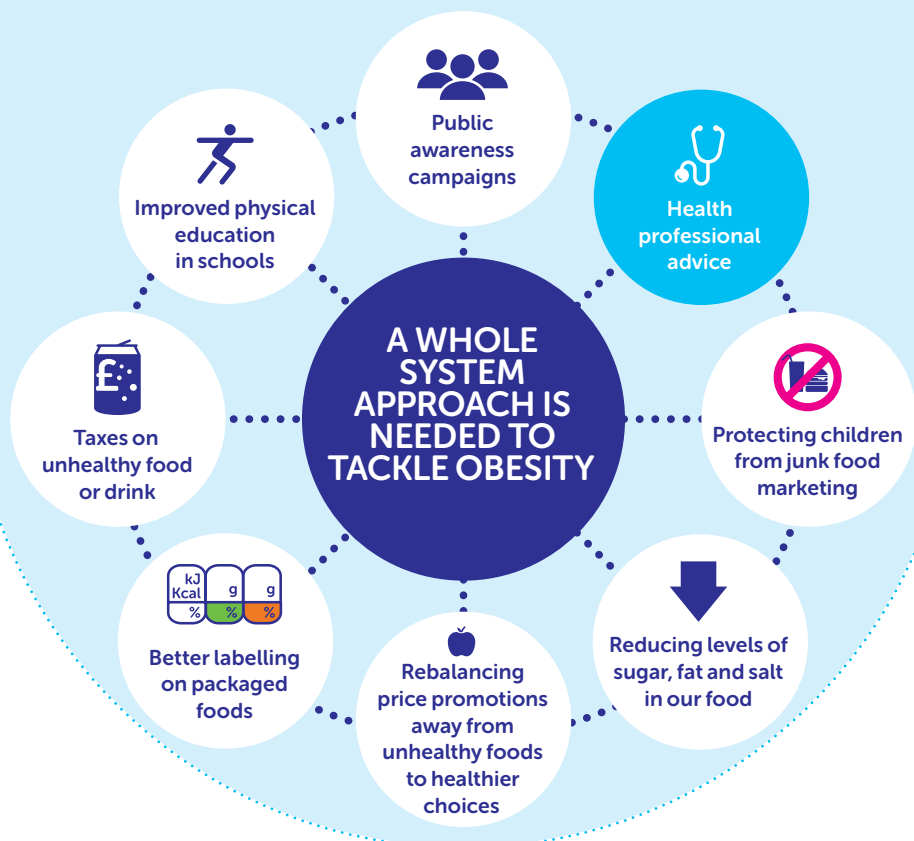 Public
awareness
campaigns
Health
professional
advice
Protecting children
from junk food
marketing
Reducing levels of
sugar, fat and salt
in our food
Rebalancing
price promotions
away from
unhealthy foods
to healthier
choices
kJ
Kcal g g
% % %
Better labelling
on packaged
foods
£
Taxes on
unhealthy food
or drink
Improved physical
education
in schools
A WHOLE
SYSTEM
APPROACH IS
NEEDED TO
TACKLE OBESITY